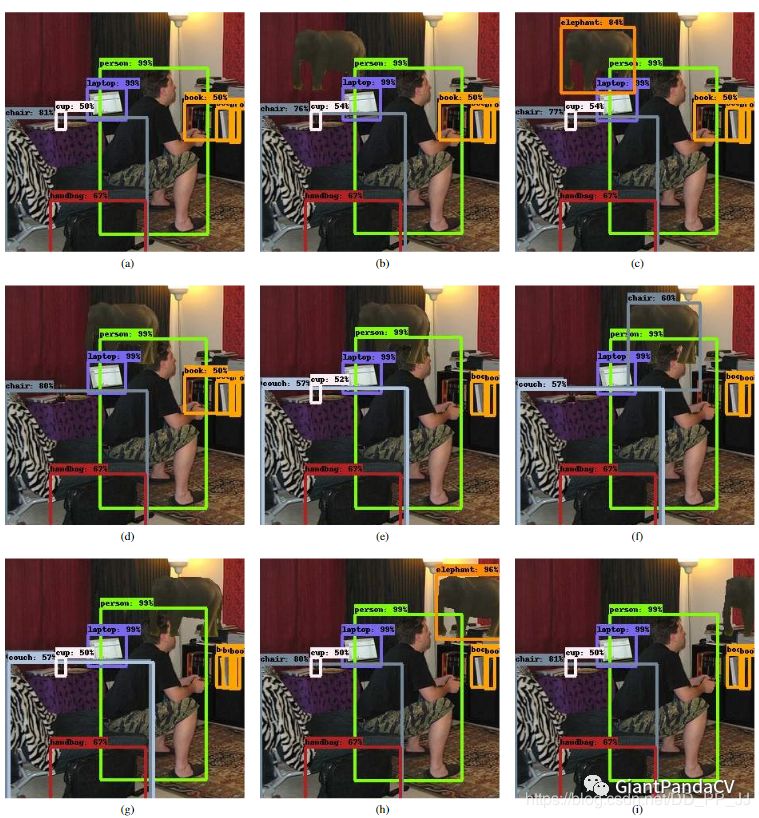 person: 99%
laptop: 99%
book: 50%
chair: 81%
cup: 50%
handbag: 67%
(a)
person: 99%
laptop: 99%
book: 50%
chair: 76%
cup: 54%
handbag: 67%
(b)
elephant: 84%
person: 99%
laptop: 99%
book: 50%
chair: 77%
cup: 54%
handbag: 67%
(c)
person: 99%
laptop: 99%
book: 50%
chair: 80%
handbag: 67%
(d)
person: 99%
laptop: 99%
couch: 57%
cup: 52%
handbag: 67%
(e)
chair: 60%
person: 99%
laptop: 99%
couch: 57%
handbag: 67%
(f)
person: 99%
laptop: 99%
couch: 57%
cup: 50%
handbag: 67%
(g)
elephant: 96%
person: 99%
laptop: 99%
chair: 80%
cup: 50%
handbag: 67%
(h)
person: 99%
laptop: 99%
chair: 81%
cup: 50%
handbag: 67%
GiantPandaCV
https://blog.csdn.net/DD_PP_JJ
(i)